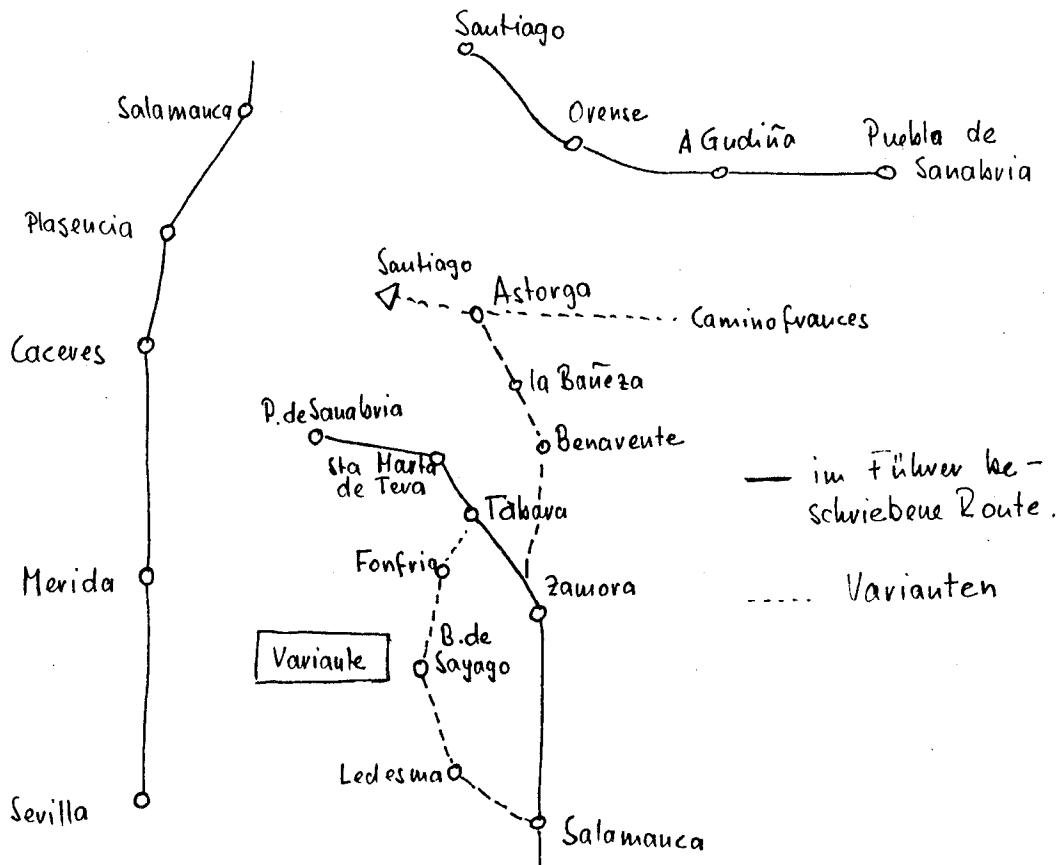 Santiago
Salamanca
Orense
A Gudiña
Puebla de
Sanabria
Plasencia
Santiago
Astorga
Camino frances
Caceres
la Bañeza
P. de Sanabria
Benavente
Sta Marta
de Tera
— im Führer be-
schriebene Route.
Tábara
Fonfria
Merida
Zamora
----- Varianten
B. de
Sayago
Variante
Ledesma
Sevilla
Salamanca